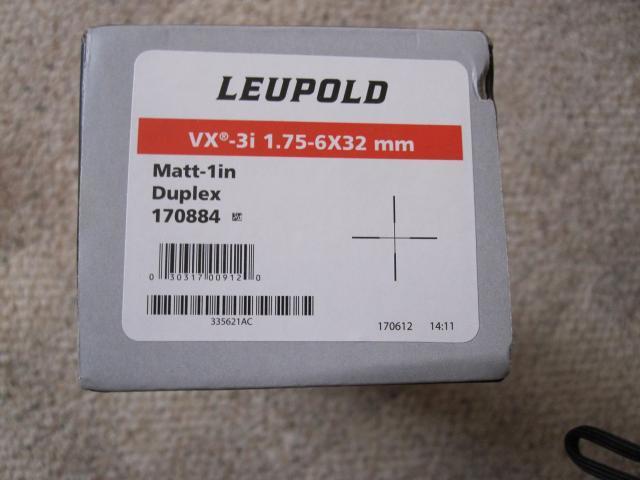 LEUPOLD
VX®-3i 1.75-6X32 mm
Matt-1in
Duplex
170884
0 30317 00912 0
335621AC
170612 14:11